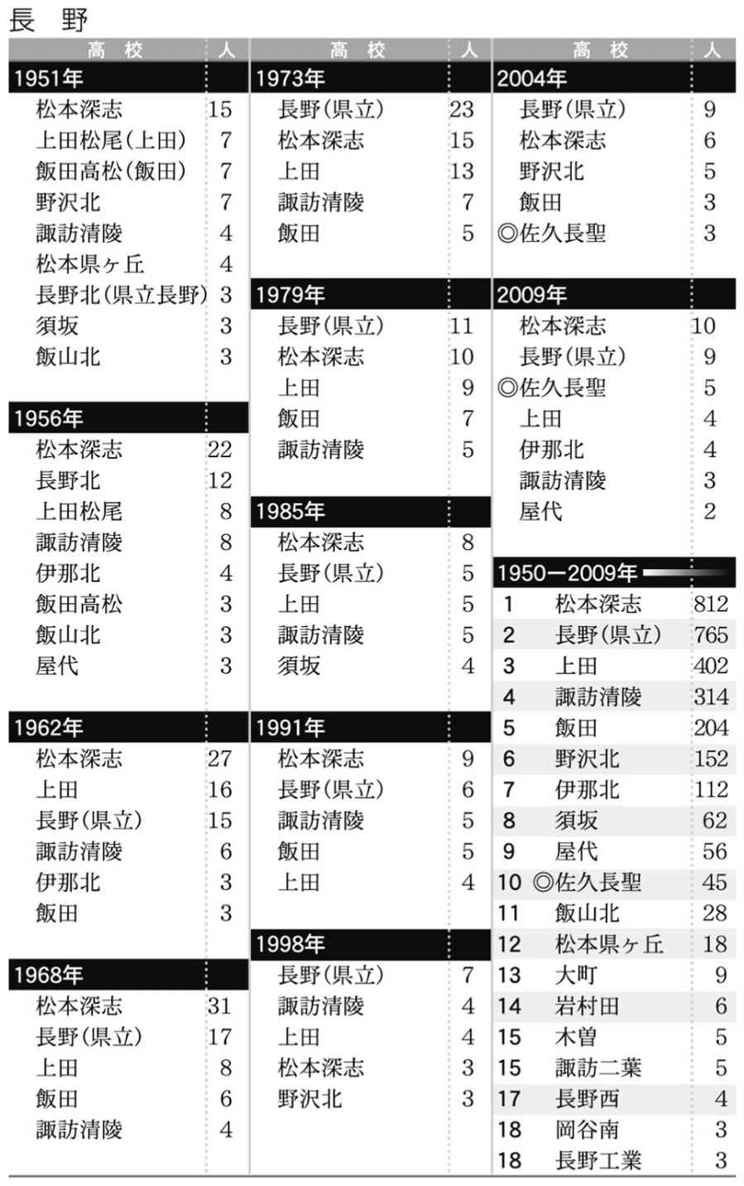 長　野
高　校　人
1951年
松本深志　15
上田松尾(上田)　7
飯田高松(飯田)　7
野沢北　7
諏訪清陵　4
松本県ヶ丘　4
長野北(県立長野)　3
須坂　3
飯山北　3
1956年
松本深志　22
長野北　12
上田松尾　8
諏訪清陵　8
伊那北　4
飯田高松　3
飯山北　3
屋代　3
1962年
松本深志　27
上田　16
長野(県立)　15
諏訪清陵　6
伊那北　3
飯田　3
1968年
松本深志　31
長野(県立)　17
上田　8
飯田　6
諏訪清陵　4
高　校　人
1973年
長野(県立)　23
松本深志　15
上田　13
諏訪清陵　7
飯田　5
1979年
長野(県立)　11
松本深志　10
上田　9
飯田　7
諏訪清陵　5
1985年
松本深志　8
長野(県立)　5
上田　5
諏訪清陵　5
須坂　4
1991年
松本深志　9
長野(県立)　6
諏訪清陵　5
飯田　5
上田　4
1998年
長野(県立)　7
諏訪清陵　4
上田　4
松本深志　3
野沢北　3
高　校　人
2004年
長野(県立)　9
松本深志　6
野沢北　5
飯田　3
◎佐久長聖　3
2009年
松本深志　10
長野(県立)　9
◎佐久長聖　5
上田　4
伊那北　4
諏訪清陵　3
屋代　2
1950－2009年
1　松本深志　812
2　長野(県立)　765
3　上田　402
4　諏訪清陵　314
5　飯田　204
6　野沢北　152
7　伊那北　112
8　須坂　62
9　屋代　56
10　◎佐久長聖　45
11　飯山北　28
12　松本県ヶ丘　18
13　大町　9
14　岩村田　6
15　木曽　5
15　諏訪二葉　5
17　長野西　4
18　岡谷南　3
18　長野工業　3